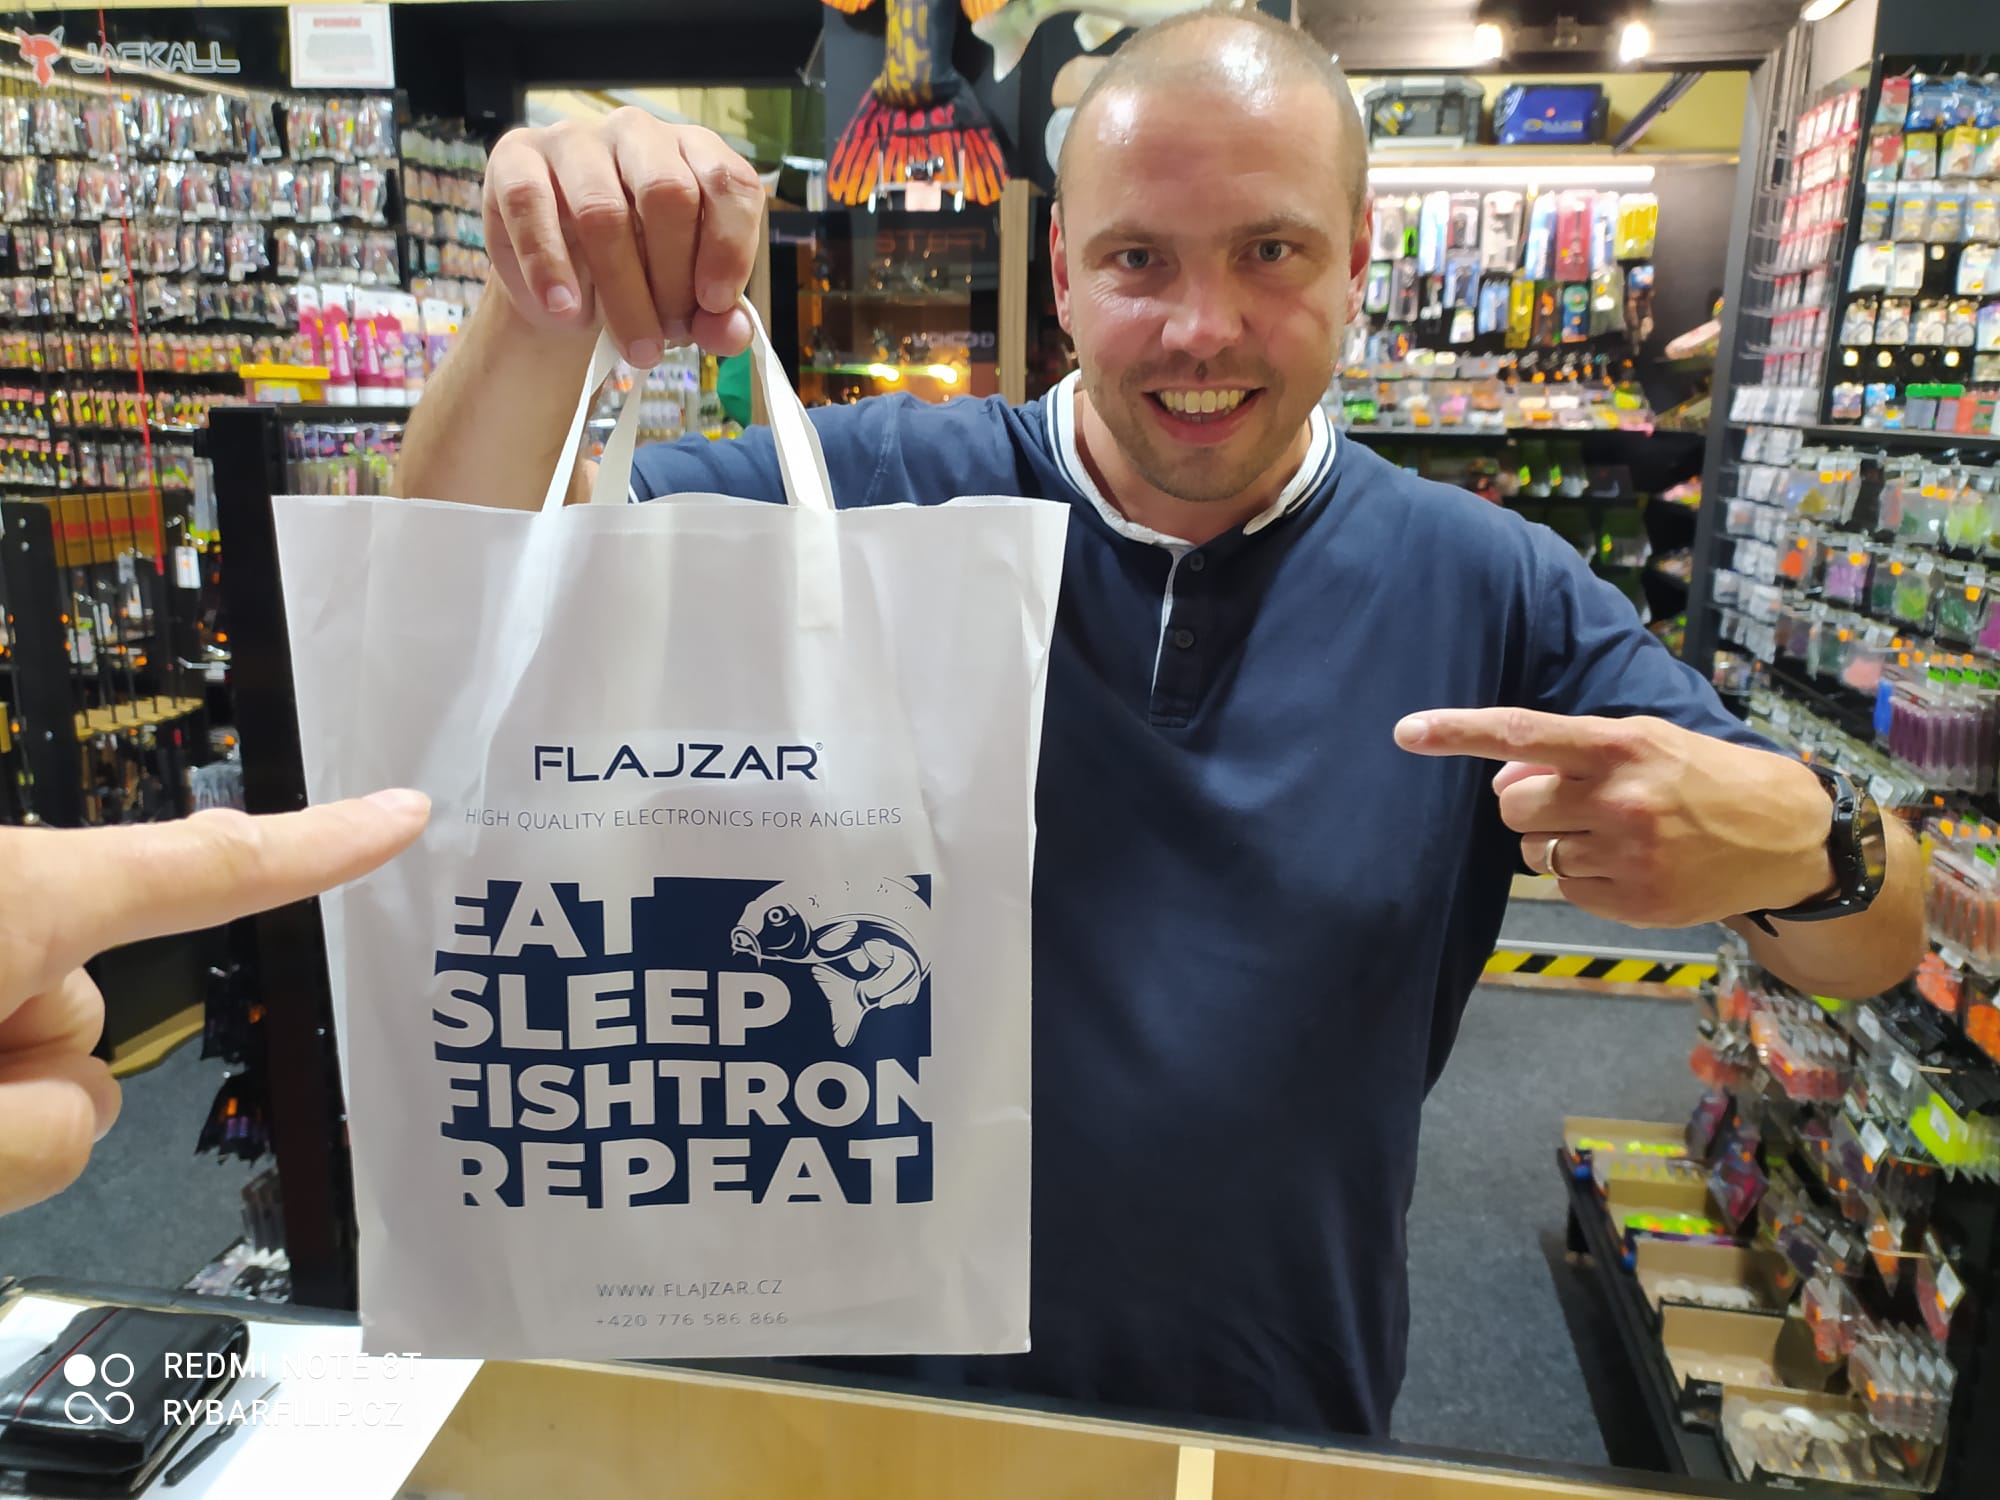 JACKALL
FLAJZAR®
HIGH QUALITY ELECTRONICS FOR ANGLERS
EAT
SLEEP
FISHTRON
REPEAT
WWW.FLAJZAR.CZ
+420 776 586 866
REDMI NOTE 8T
RYBARFILIP.CZ